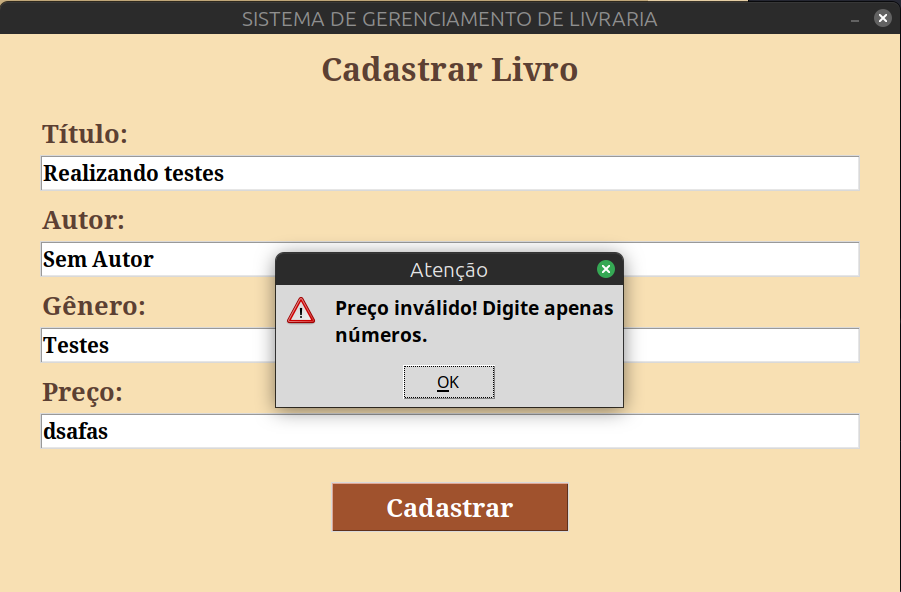 SISTEMA DE GERENCIAMENTO DE LIVRARIA
Cadastrar Livro
Título:
Realizando testes
Autor:
Sem Autor
Gênero:
Testes
Preço:
dsafas
Atenção
Preço inválido! Digite apenas
números.
OK
Cadastrar